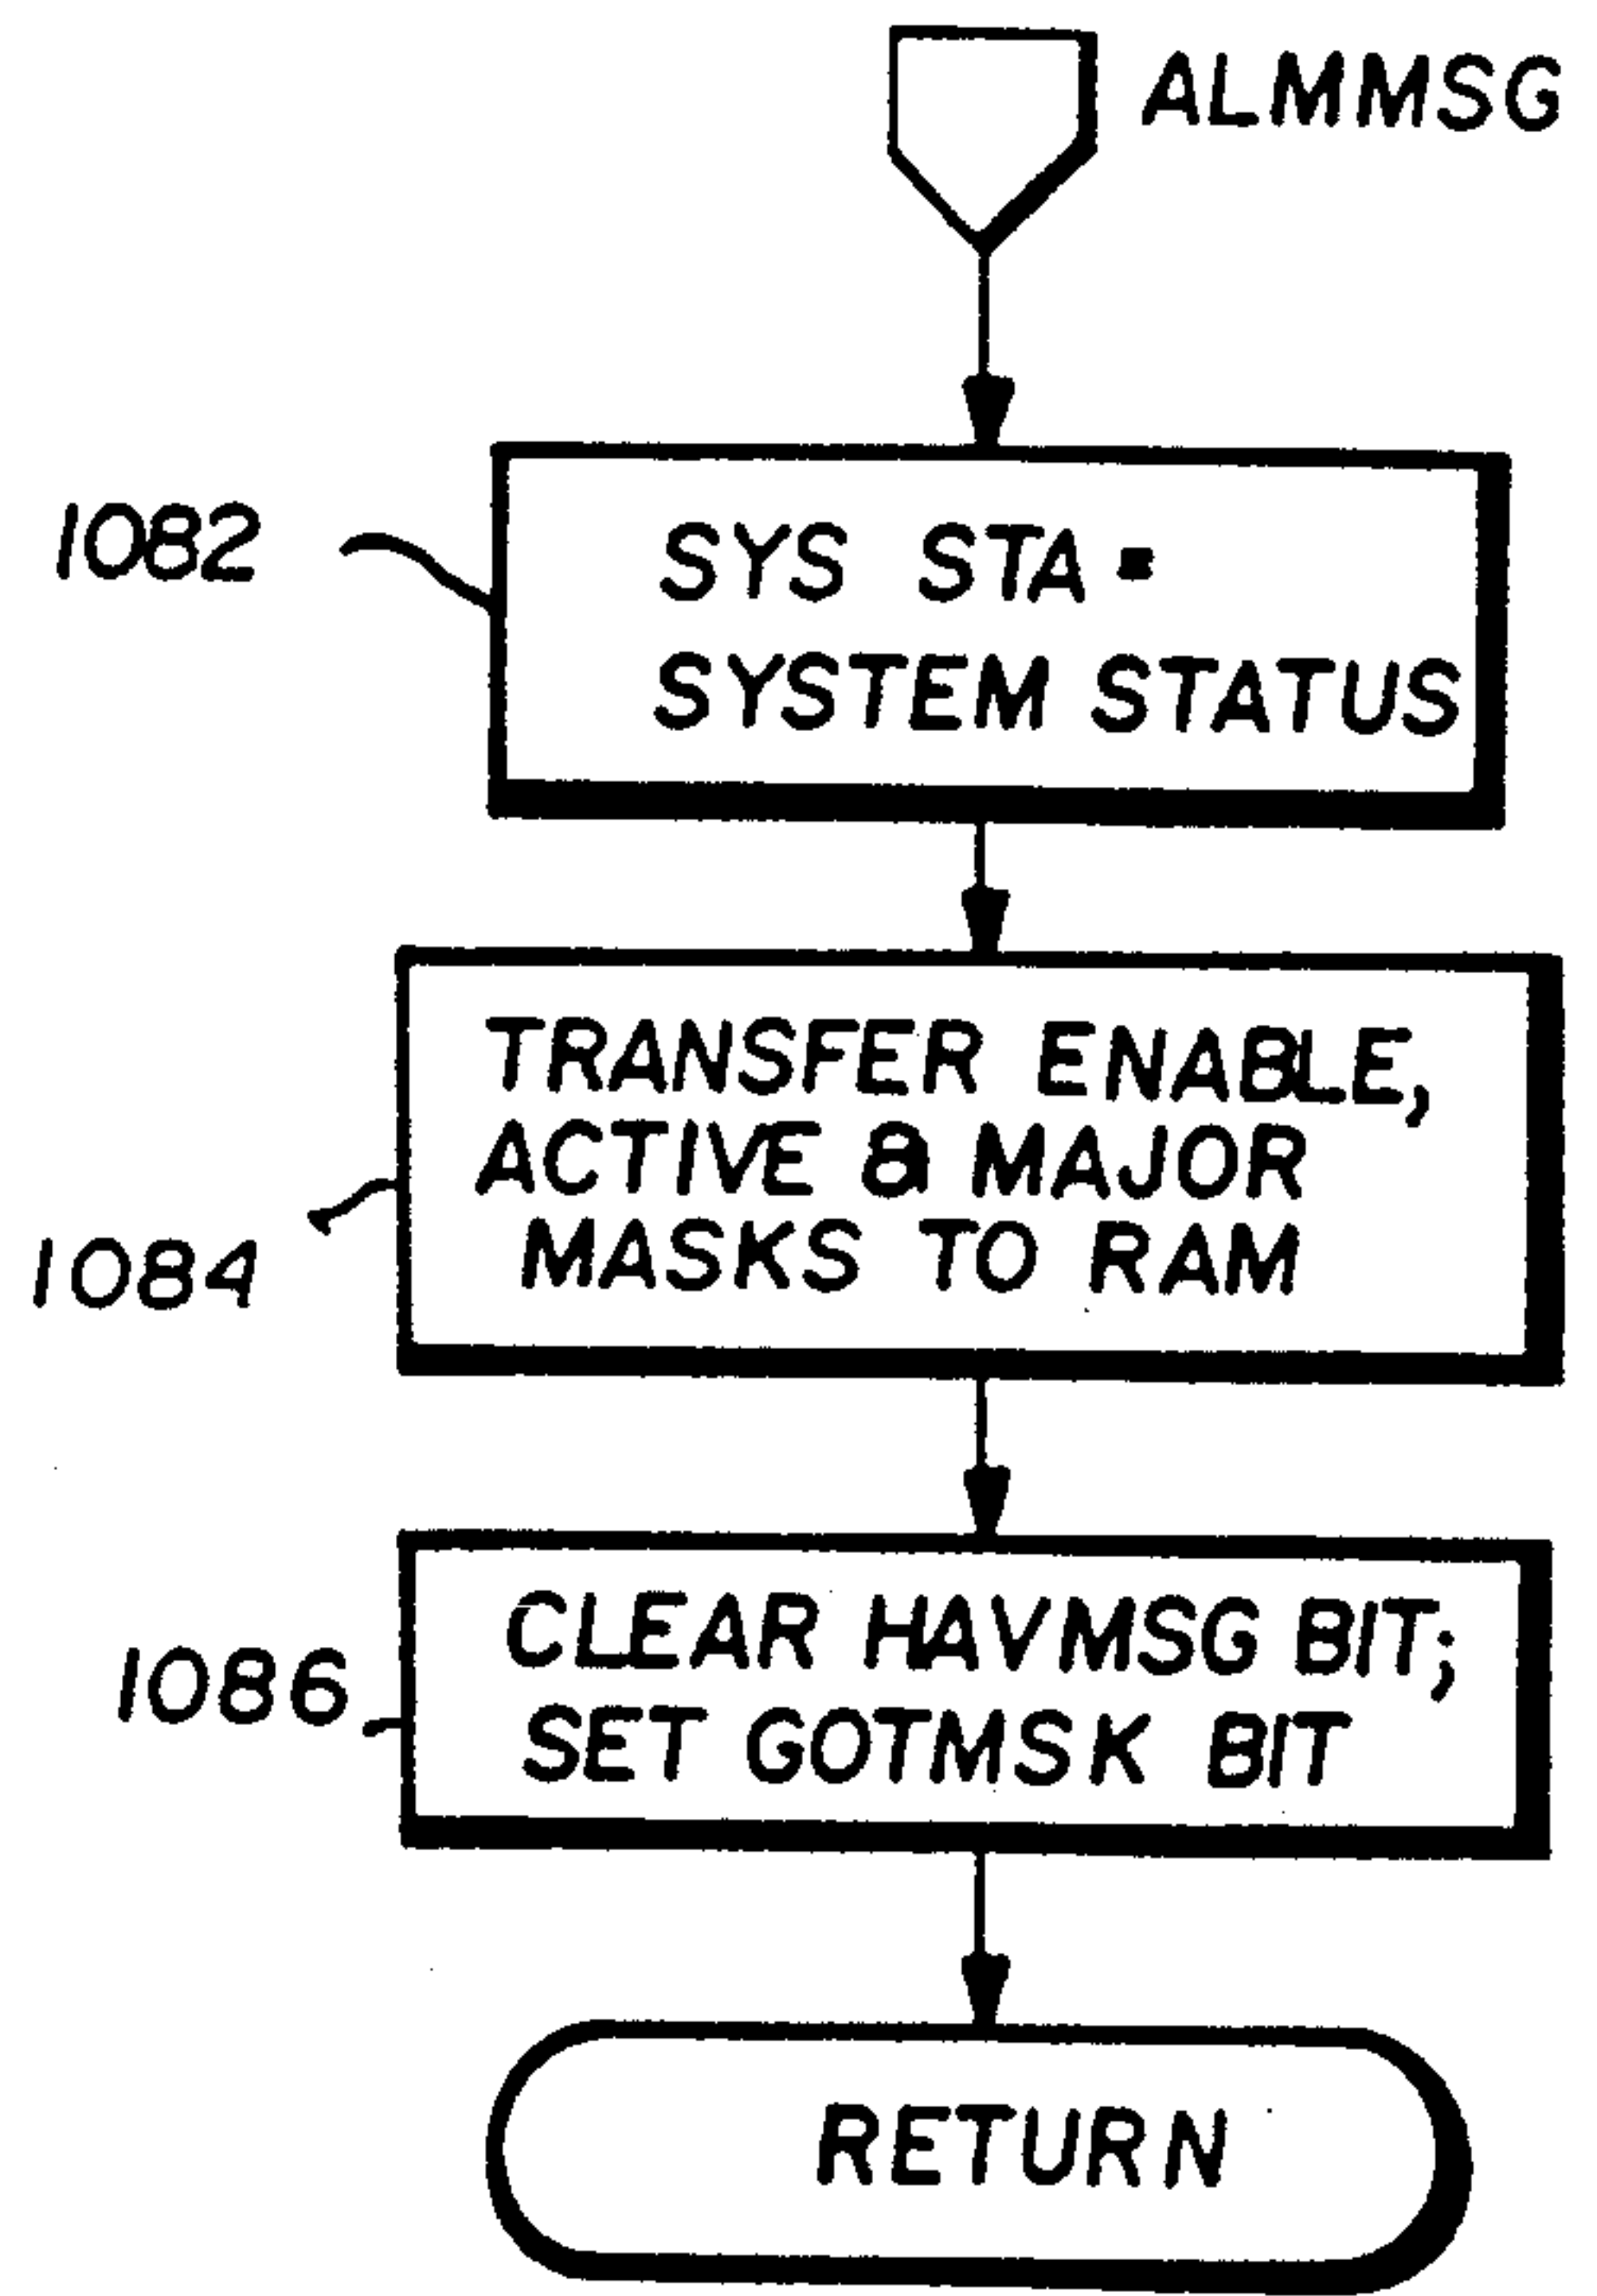 ALMMSG
1082
SYS STA =
SYSTEM STATUS
TRANSFER ENABLE,
ACTIVE & MAJOR
MASKS TO RAM
1084
CLEAR HAVMSG BIT;
1086
SET GOTMSK BIT
RETURN